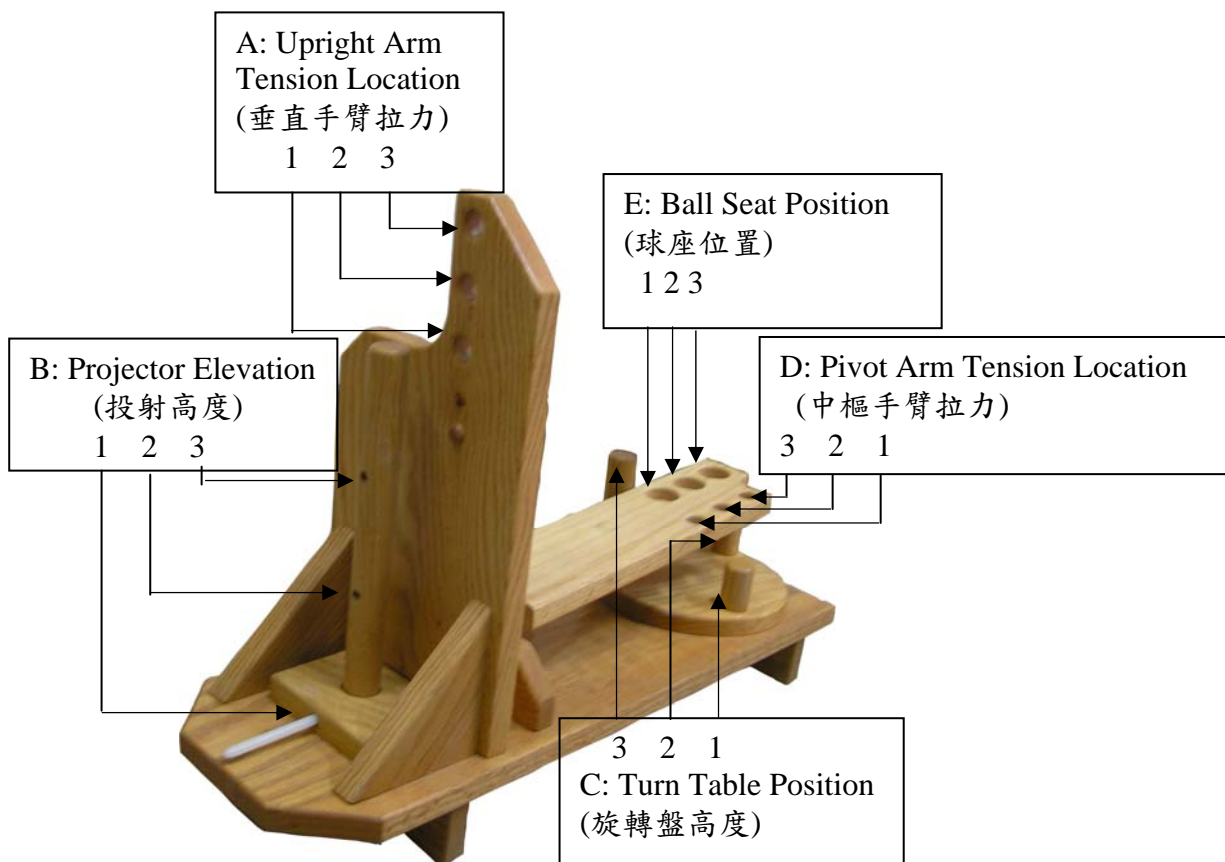 A: Upright Arm
Tension Location
(垂直手臂拉力)
1 2 3
E: Ball Seat Position
(球座位置)
1 2 3
B: Projector Elevation
(投射高度)
1 2 3
D: Pivot Arm Tension Location
(中樞手臂拉力)
3 2 1
3 2 1
C: Turn Table Position
(旋轉盤高度)